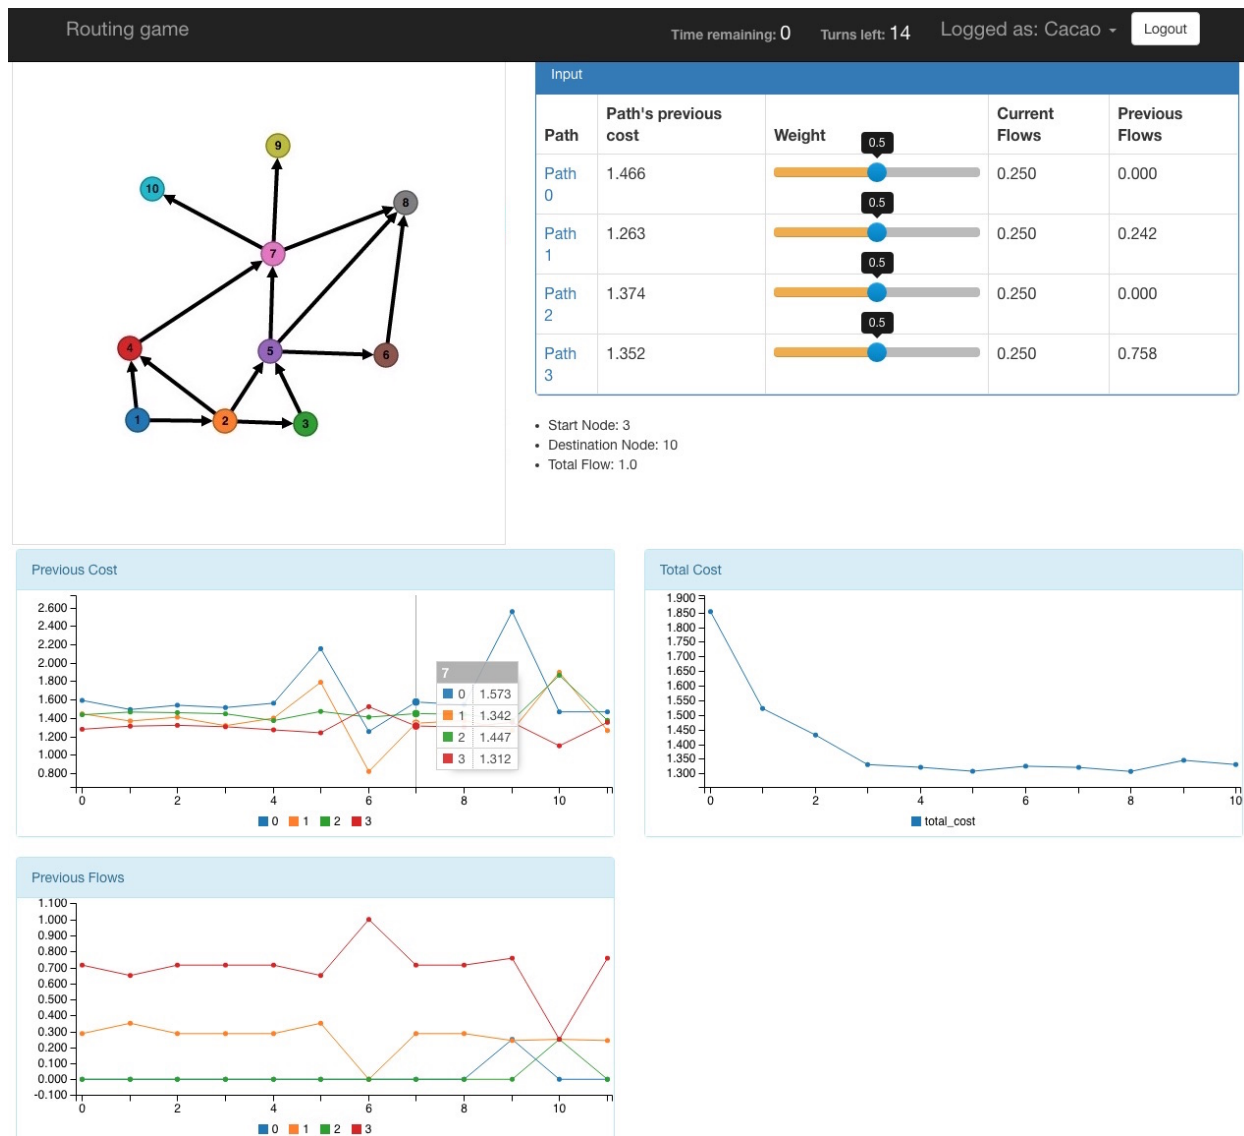 Routing game
Time remaining: 0 Turns left: 14 Logged as: Cacao Logout
9
10
8
7
4
5
6
1
2
3
Input
Path Path's previous cost Weight Current Flows Previous Flows
0.5
Path 0 1.466 0.250 0.000
0.5
Path 1 1.263 0.250 0.242
0.5
Path 2 1.374 0.250 0.000
0.5
Path 3 1.352 0.250 0.758
• Start Node: 3
• Destination Node: 10
• Total Flow: 1.0
Previous Cost
2.600
2.400
2.200
2.000
1.800
1.600
1.400
1.200
1.000
0.800
7
0 1.573
1 1.342
2 1.447
3 1.312
0 2 4 6 8 10
0 1 2 3
Total Cost
1.900
1.850
1.800
1.750
1.700
1.650
1.600
1.550
1.500
1.450
1.400
1.350
1.300
0 2 4 6 8 10
total_cost
Previous Flows
1.100
1.000
0.900
0.800
0.700
0.600
0.500
0.400
0.300
0.200
0.100
0.000
-0.100
0 2 4 6 8 10
0 1 2 3